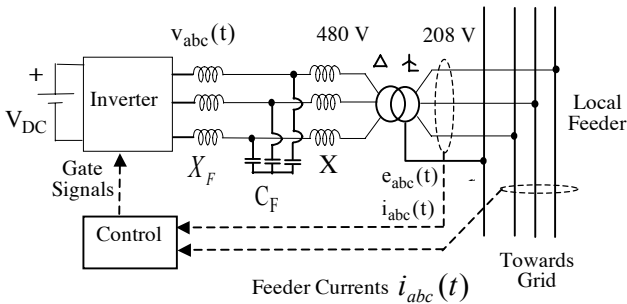 v_abc(t) 480 V 208 V
+
V_DC
Inverter
Local
Feeder
Gate
Signals
X_F
C_F
X
e_abc(t)
i_abc(t)
Control
Towards
Grid
Feeder Currents i_abc(t)